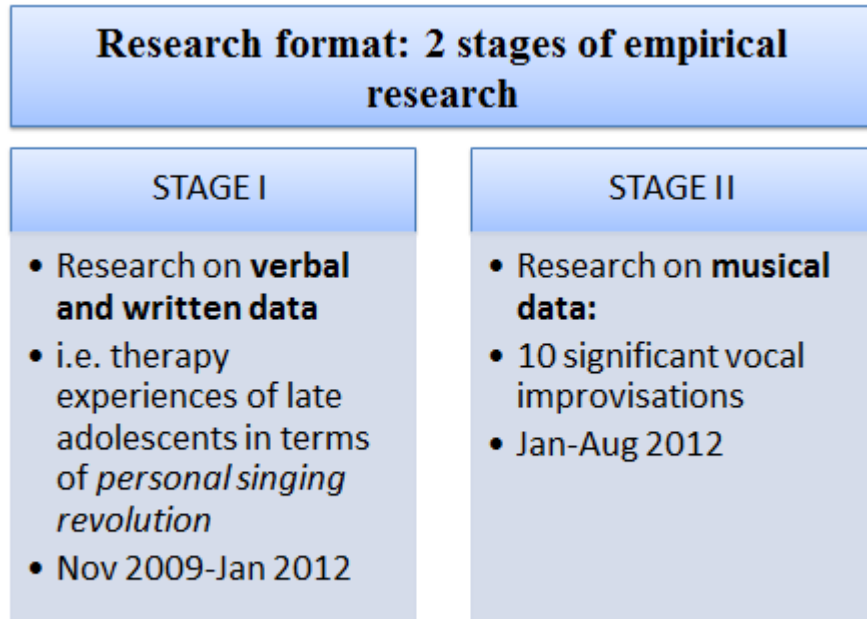 Research format: 2 stages of empirical
research
STAGE I
• Research on verbal
and written data
• i.e. therapy
experiences of late
adolescents in terms
of personal singing
revolution
• Nov 2009-Jan 2012
STAGE II
• Research on musical
data:
• 10 significant vocal
improvisations
• Jan-Aug 2012